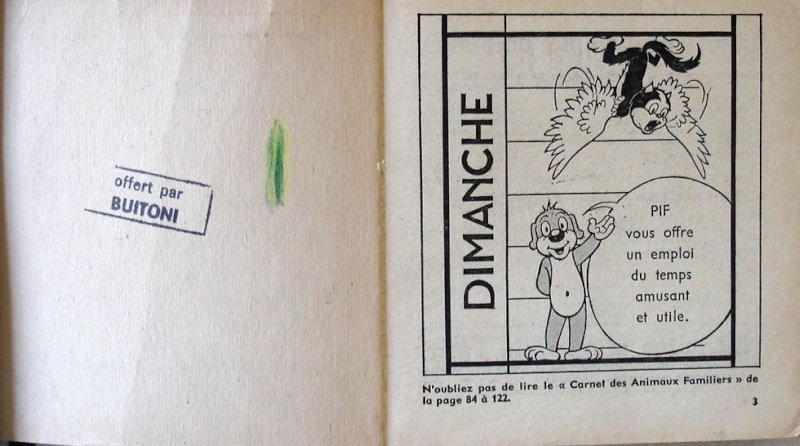 offert par
BUITONI
DIMANCHE
PIF
vous offre
un emploi
du temps
amusant
et utile.
N'oubliez pas de lire le « Carnet des Animaux Familiers » de
la page 84 à 122.
3